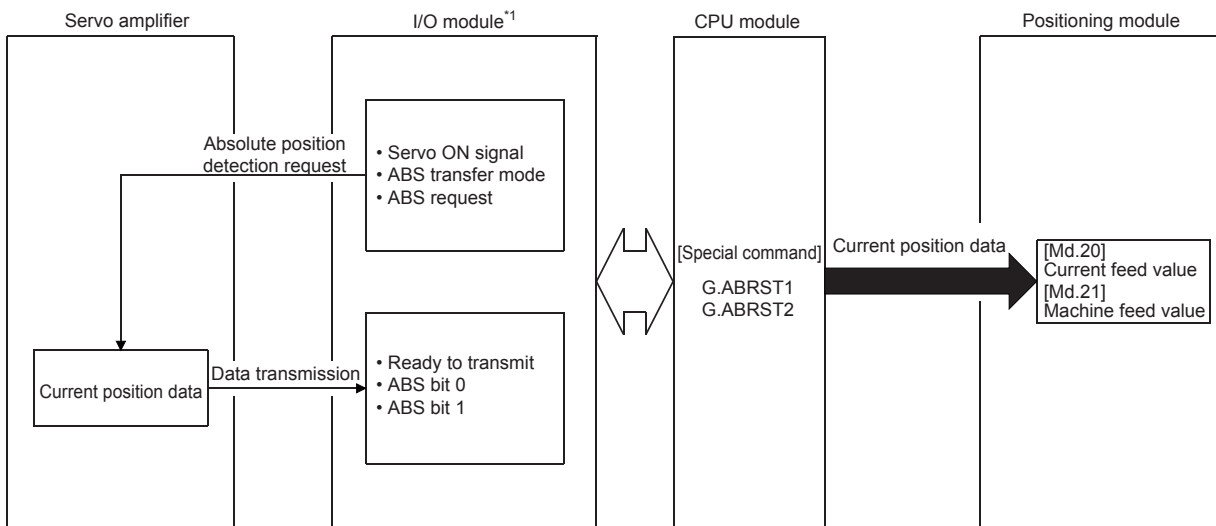 Servo amplifier
I/O module*1
CPU module
Positioning module
Absolute position
detection request
• Servo ON signal
• ABS transfer mode
• ABS request
[Special command]
G.ABRST1
G.ABRST2
Current position data
[Md.20]
Current feed value
[Md.21]
Machine feed value
Current position data
Data transmission
• Ready to transmit
• ABS bit 0
• ABS bit 1